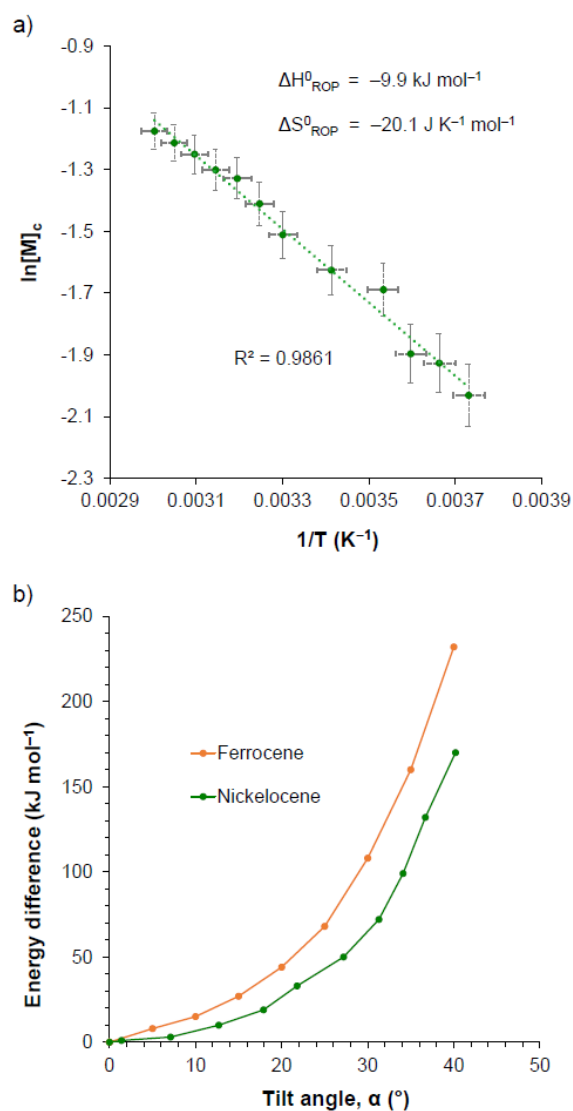 a)
-0.9
-1.1
-1.3
-1.5
-1.7
-1.9
-2.1
-2.3
ln[M]c
ΔH⁰ROP = –9.9 kJ mol⁻¹
ΔS⁰ROP = –20.1 J K⁻¹ mol⁻¹
R² = 0.9861
0.0029 0.0031 0.0033 0.0035 0.0037 0.0039
1/T (K⁻¹)
b)
250
200
150
100
50
0
Energy difference (kJ mol⁻¹)
Ferrocene
Nickelocene
0 10 20 30 40 50
Tilt angle, α (°)